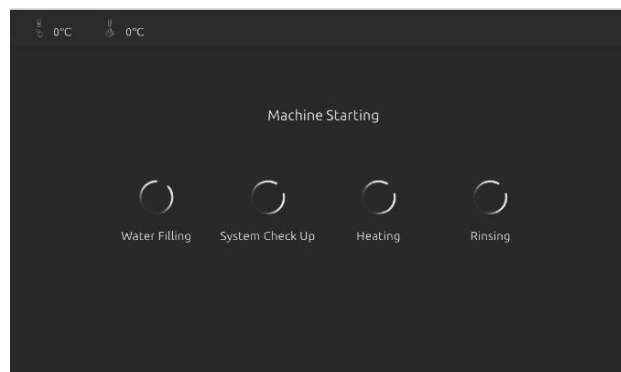 0°C 0°C
Machine Starting
Water Filling System Check Up Heating Rinsing